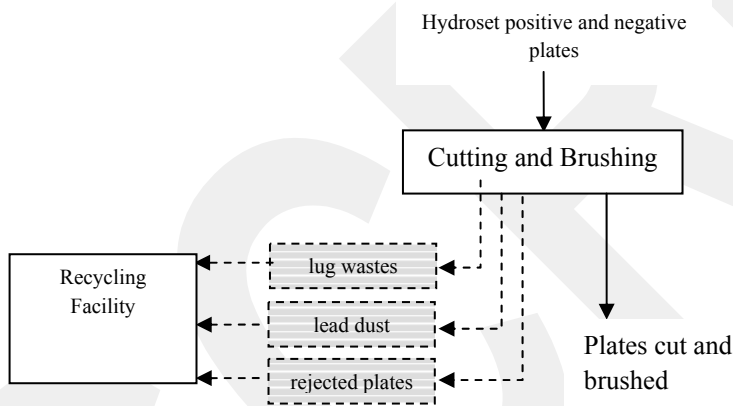 Hydroset positive and negative
plates
Cutting and Brushing
Recycling
Facility
lug wastes
lead dust
rejected plates
Plates cut and
brushed